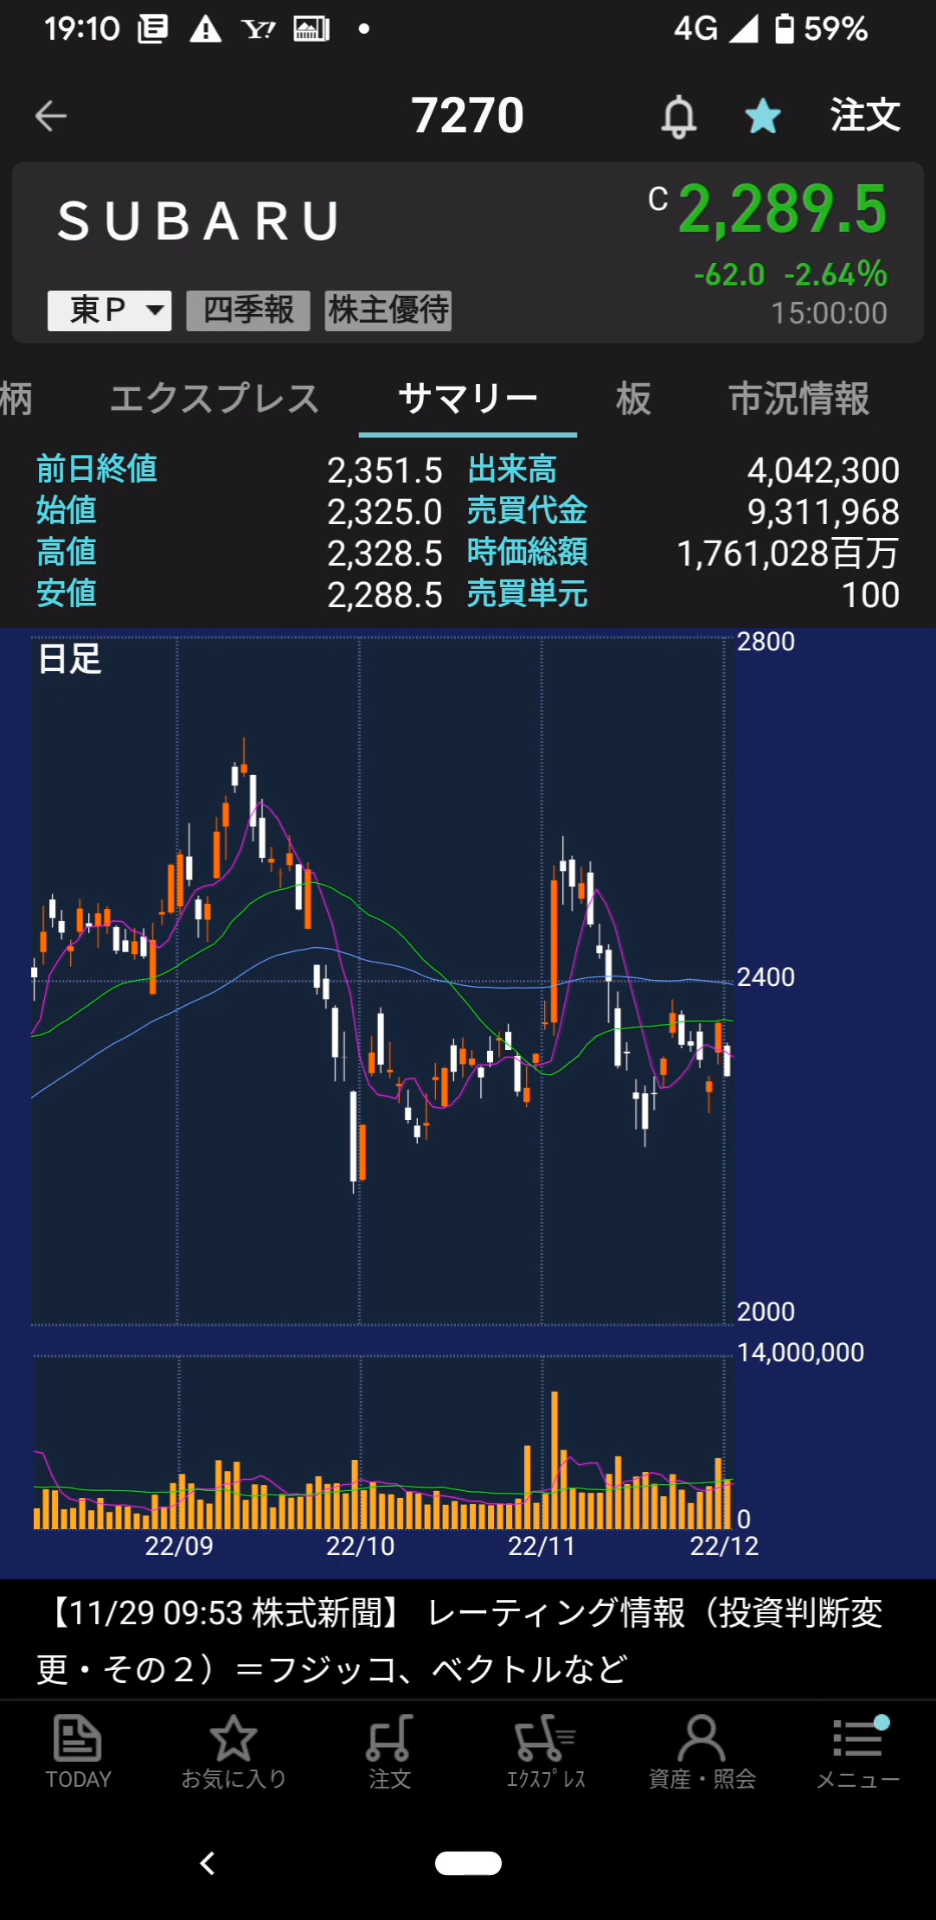 19:10 4G 59%
7270 注文
SUBARU C 2,289.5
-62.0 -2.64%
東P 四季報 株主優待 15:00:00
柄 エクスプレス サマリー 板 市況情報
前日終値 2,351.5 出来高 4,042,300
始値 2,325.0 売買代金 9,311,968
高値 2,328.5 時価総額 1,761,028百万
安値 2,288.5 売買単元 100
日足
2800
2400
2000
14,000,000
0
22/09 22/10 22/11 22/12
【11/29 09:53 株式新聞】 レーティング情報（投資判断変
更・その２）＝フジッコ、ベクトルなど
TODAY お気に入り 注文 ｴｸｽﾌﾟﾚｽ 資産・照会 メニュー